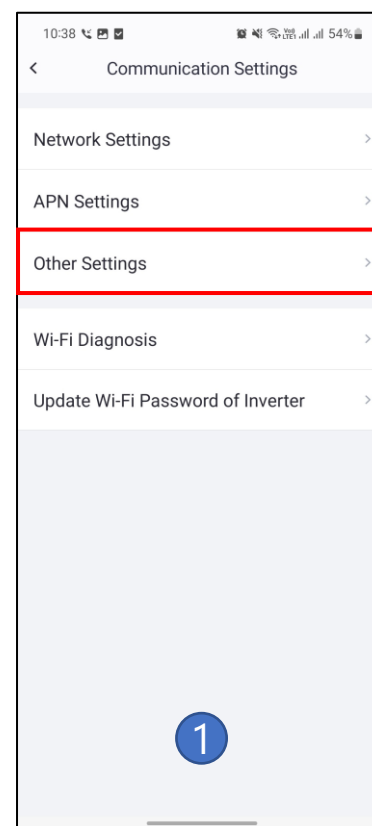 10:38 54%
< Communication Settings
Network Settings >
APN Settings >
Other Settings >
Wi-Fi Diagnosis >
Update Wi-Fi Password of Inverter >
1